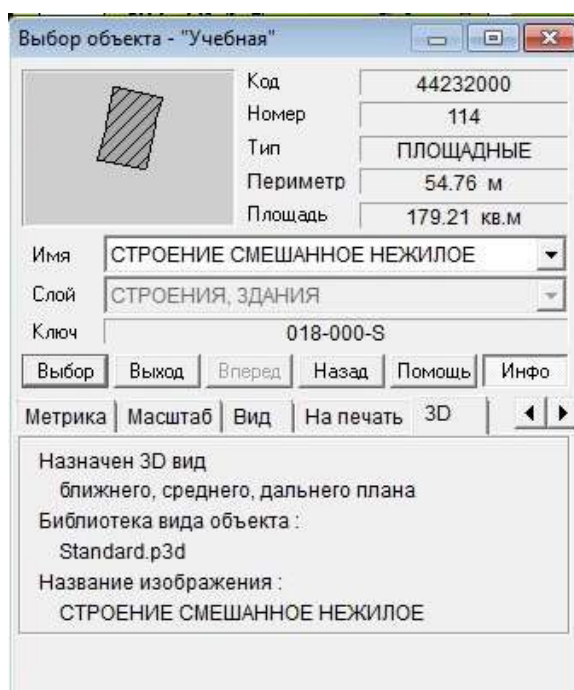 Выбор объекта - "Учебная"
Код 44232000
Номер 114
Тип ПЛОЩАДНЫЕ
Периметр 54.76 м
Площадь 179.21 кв.м
Имя СТРОЕНИЕ СМЕШАННОЕ НЕЖИЛОЕ
Слой СТРОЕНИЯ, ЗДАНИЯ
Ключ 018-000-S
Выбор Выход Вперед Назад Помощь Инфо
Метрика Масштаб Вид На печать 3D
Назначен 3D вид
ближнего, среднего, дальнего плана
Библиотека вида объекта :
Standard.p3d
Название изображения :
СТРОЕНИЕ СМЕШАННОЕ НЕЖИЛОЕ